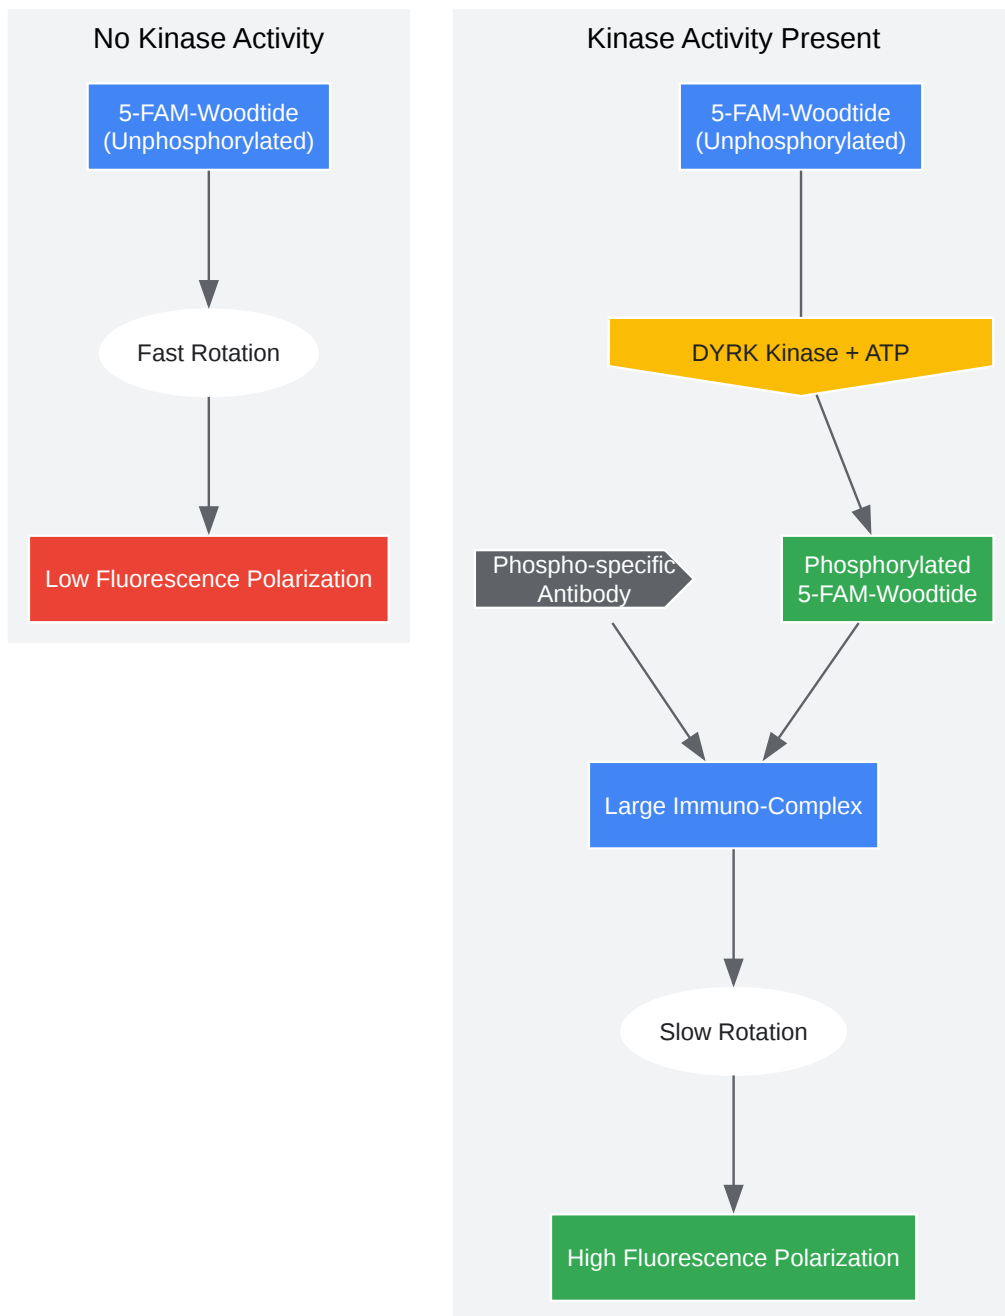 No Kinase Activity
5-FAM-Woodtide
(Unphosphorylated)
Fast Rotation
Low Fluorescence Polarization
Kinase Activity Present
5-FAM-Woodtide
(Unphosphorylated)
DYRK Kinase + ATP
Phospho-specific
Antibody
Phosphorylated
5-FAM-Woodtide
Large Immuno-Complex
Slow Rotation
High Fluorescence Polarization